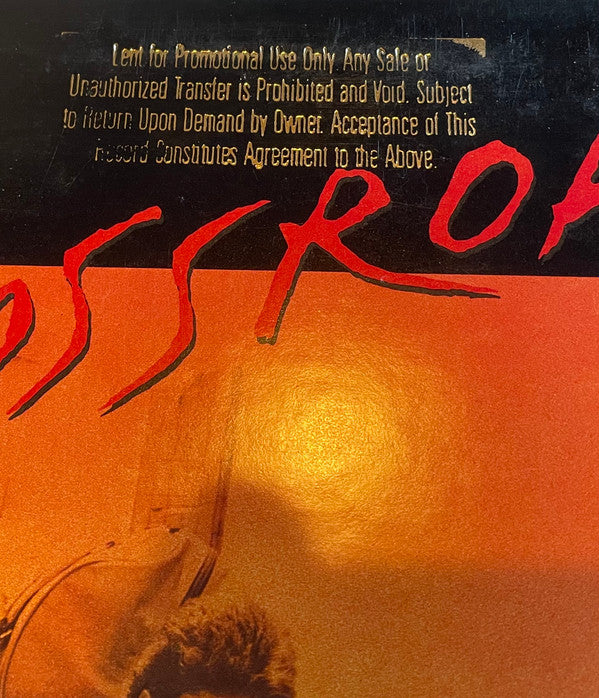 Lent for Promotional Use Only Any Sale or
Unauthorized Transfer is Prohibited and Void. Subject
to Return Upon Demand by Owner. Acceptance of This
Record Constitutes Agreement to the Above.
OSSROA